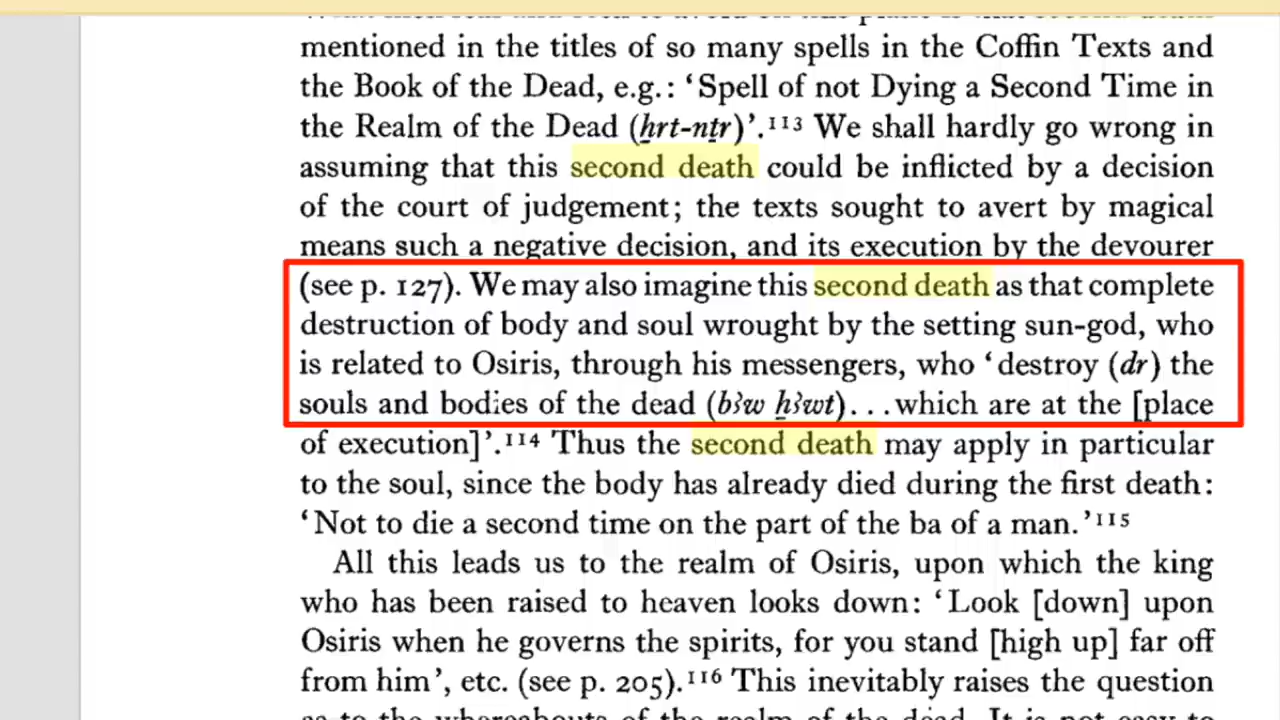 mentioned in the titles of so many spells in the Coffin Texts and
the Book of the Dead, e.g.: ‘Spell of not Dying a Second Time in
the Realm of the Dead (ẖrt-nṯr)’.¹¹³ We shall hardly go wrong in
assuming that this second death could be inflicted by a decision
of the court of judgement; the texts sought to avert by magical
means such a negative decision, and its execution by the devourer
(see p. 127). We may also imagine this second death as that complete
destruction of body and soul wrought by the setting sun-god, who
is related to Osiris, through his messengers, who ‘destroy (dr) the
souls and bodies of the dead (bꜣw ẖꜣwt)...which are at the [place
of execution]’.¹¹⁴ Thus the second death may apply in particular
to the soul, since the body has already died during the first death:
‘Not to die a second time on the part of the ba of a man.’¹¹⁵
All this leads us to the realm of Osiris, upon which the king
who has been raised to heaven looks down: ‘Look [down] upon
Osiris when he governs the spirits, for you stand [high up] far off
from him’, etc. (see p. 205).¹¹⁶ This inevitably raises the question